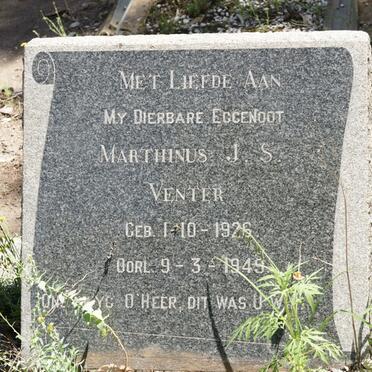 MET LIEFDE AAN
MY DIERBARE EGGENOOT
MARTHINUS J. S.
VENTER
GEB. 1-10-1926
OORL. 9-3-1949
O HEER, DIT WAS U